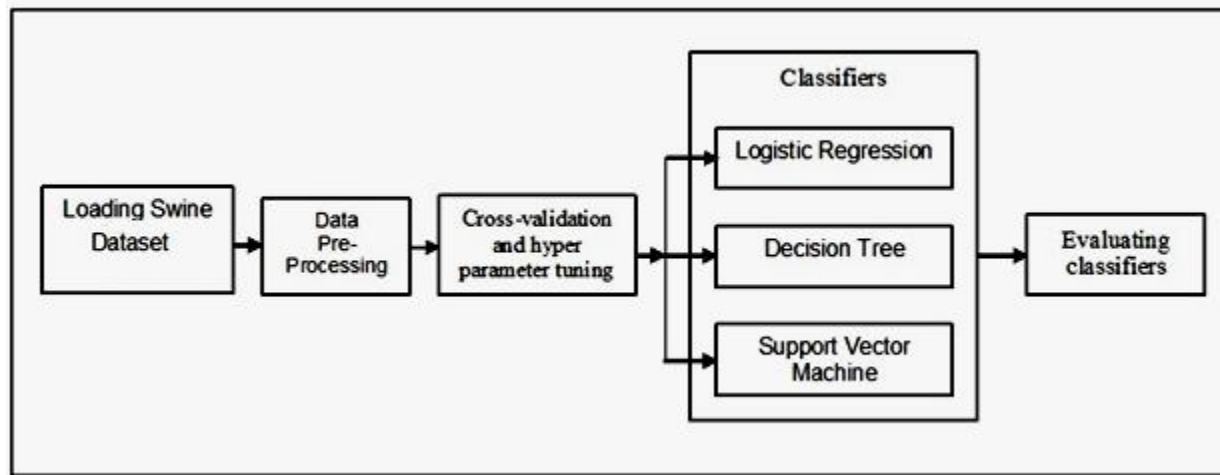 Loading Swine
Dataset
Data
Pre-
Processing
Cross-validation
and hyper
parameter tuning
Classifiers
Logistic Regression
Decision Tree
Support Vector
Machine
Evaluating
classifiers